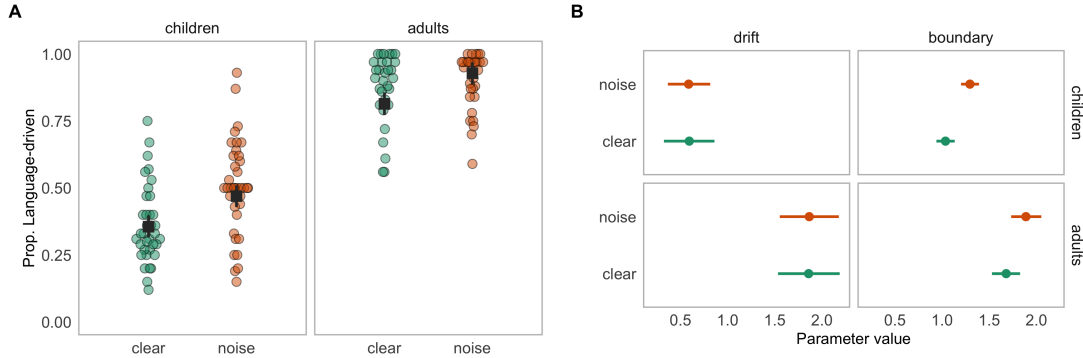 A
children
adults
Prop. Language-driven
1.00
0.75
0.50
0.25
0.00
clear
noise
clear
noise
B
drift
boundary
noise
clear
children
noise
clear
adults
0.5 1.0 1.5 2.0
0.5 1.0 1.5 2.0
Parameter value